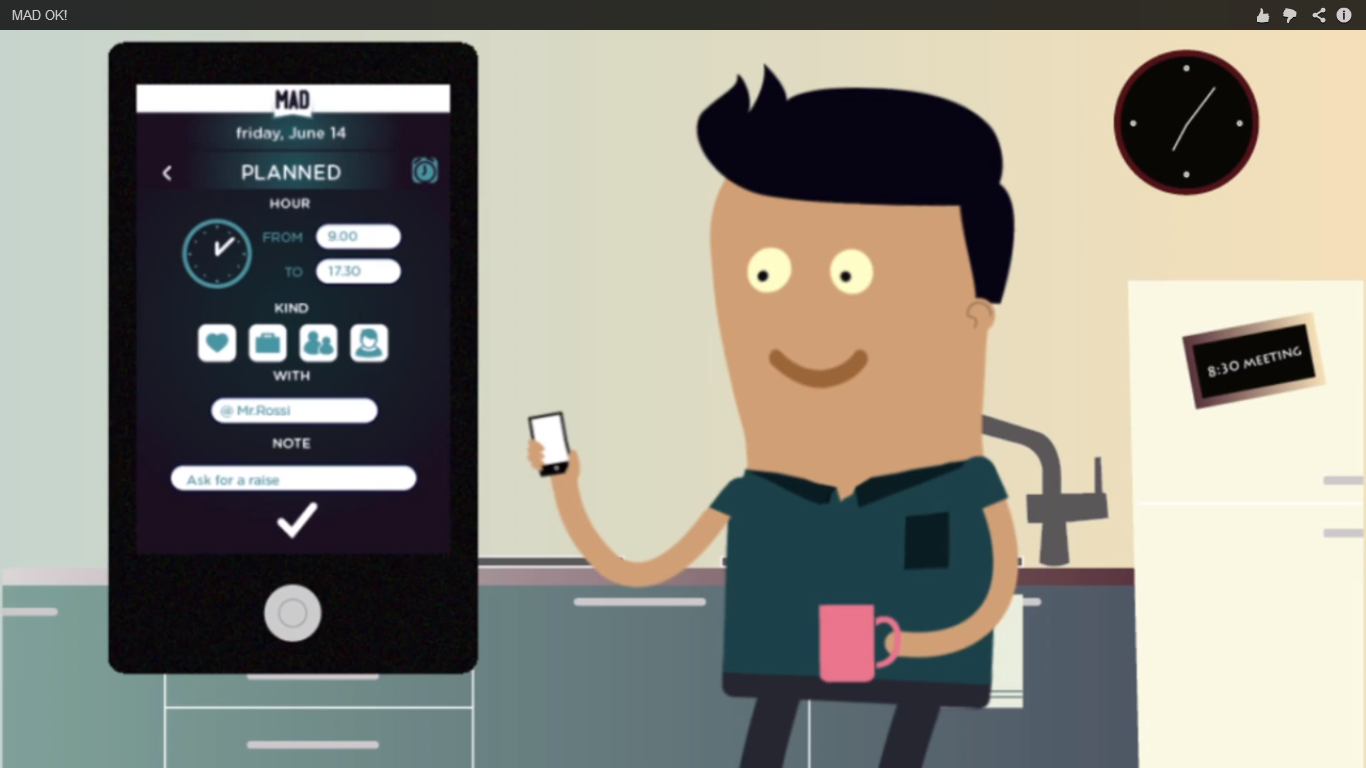 MAD OK!
MAD
friday, June 14
PLANNED
HOUR
FROM 9.00
TO 17.30
KIND
WITH
@ Mr.Rossi
NOTE
Ask for a raise
8:30 MEETING